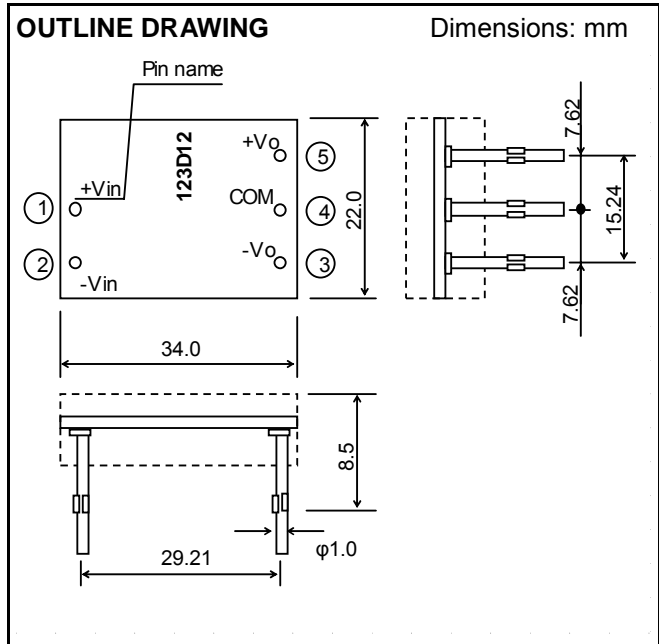 OUTLINE DRAWING
Dimensions: mm
Pin name
123D12
+Vo
5
1
+Vin
COM
4
2
-Vin
-Vo
3
22.0
7.62
15.24
7.62
34.0
8.5
φ1.0
29.21